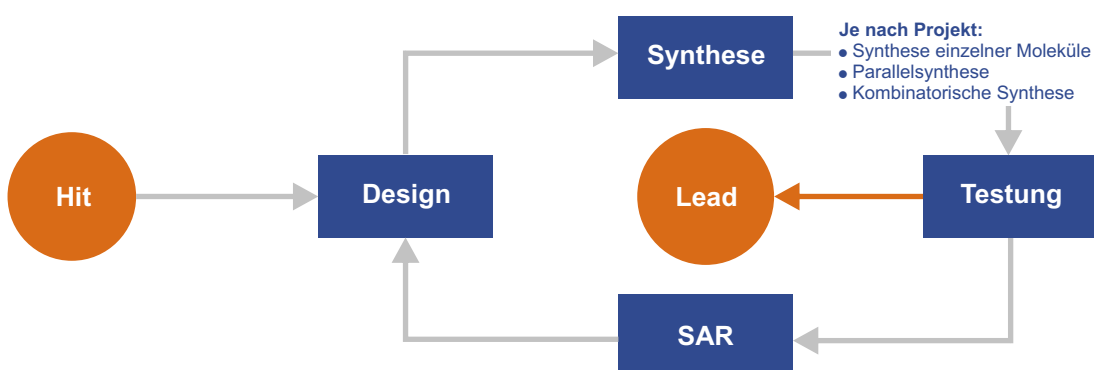 Synthese
Je nach Projekt:
• Synthese einzelner Moleküle
• Parallelsynthese
• Kombinatorische Synthese
Hit
Design
Lead
Testung
SAR